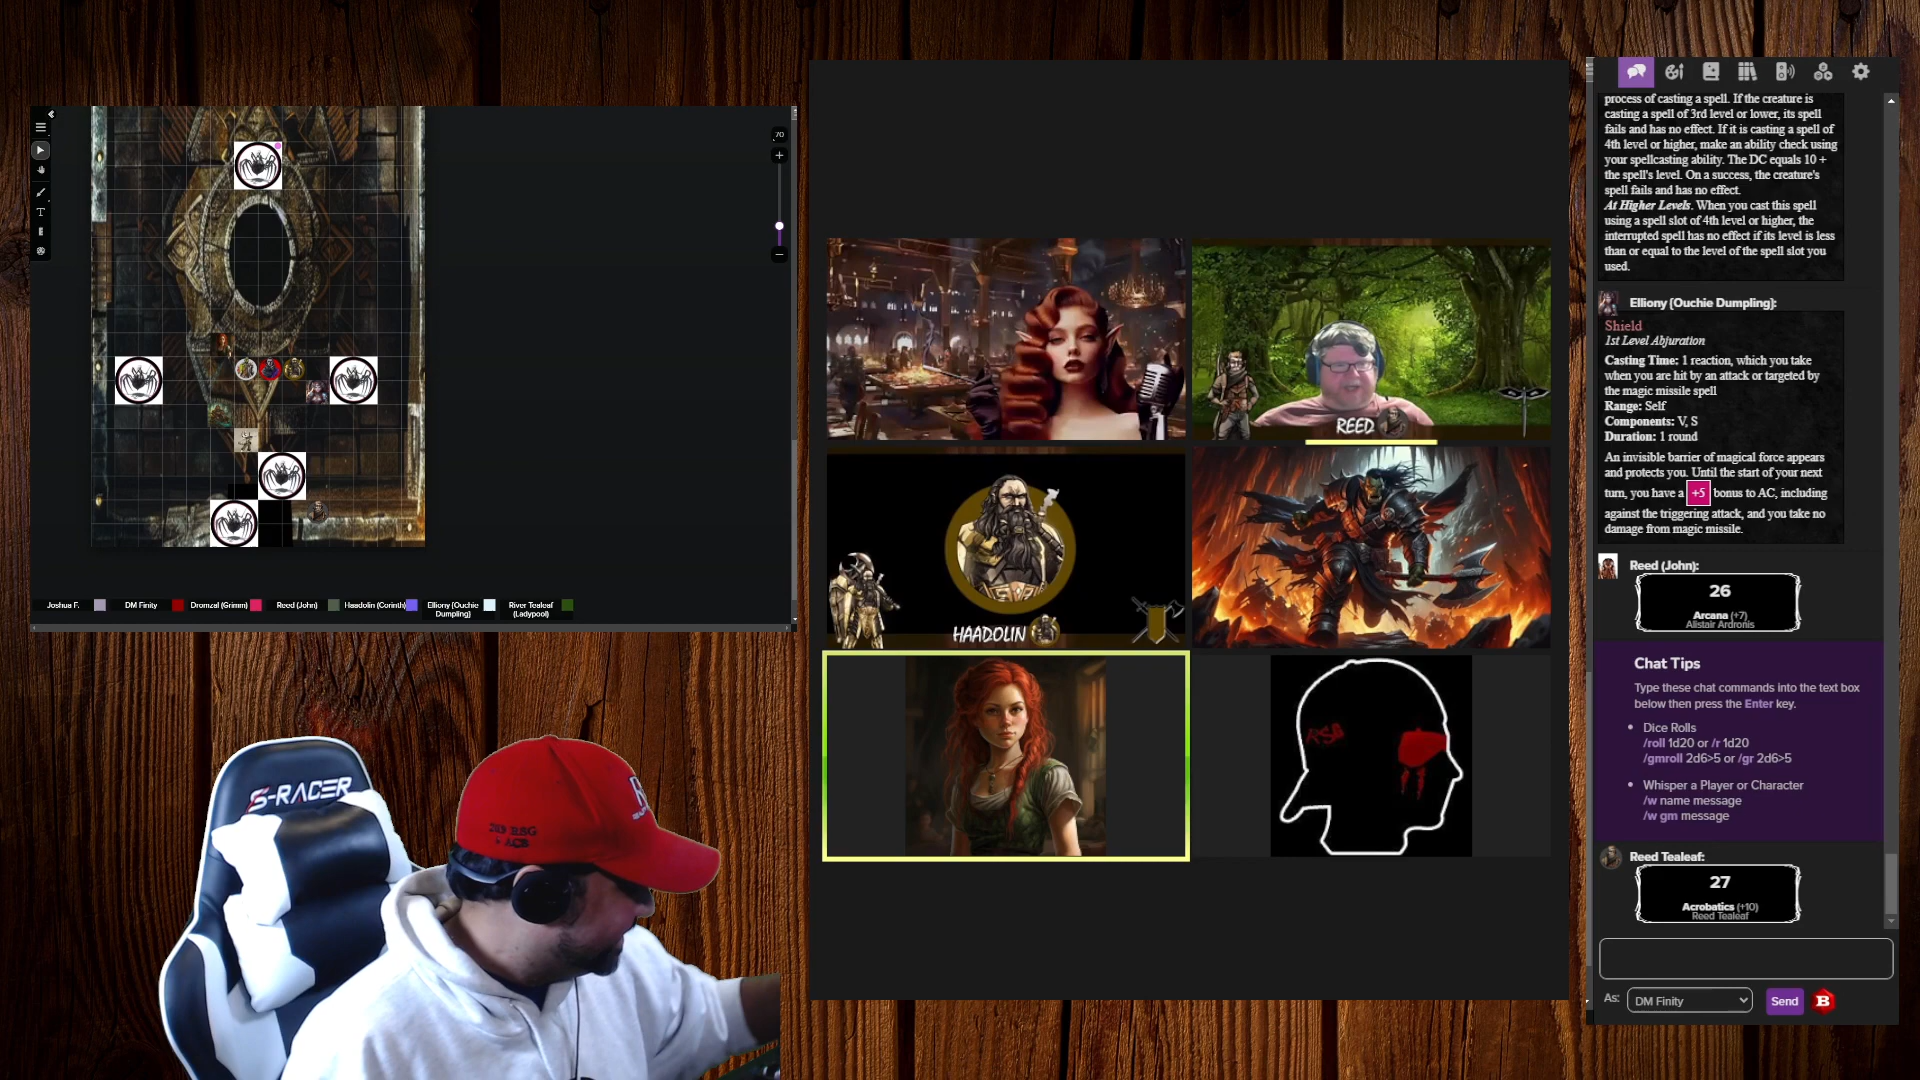 70
Joshua F.
DM Finity
Dromzal (Grimm)
Reed (John)
Haadolin (Corinth)
Elliony (Ouchie
Dumpling)
River Tealeaf
(Ladypool)
REED
HAADOLIN
RSG
S-RACER
process of casting a spell. If the creature is
casting a spell of 3rd level or lower, its spell
fails and has no effect. If it is casting a spell of
4th level or higher, make an ability check using
your spellcasting ability. The DC equals 10 +
the spell's level. On a success, the creature's
spell fails and has no effect.
At Higher Levels. When you cast this spell
using a spell slot of 4th level or higher, the
interrupted spell has no effect if its level is less
than or equal to the level of the spell slot you
used.
Elliony (Ouchie Dumpling):
Shield
1st Level Abjuration
Casting Time: 1 reaction, which you take
when you are hit by an attack or targeted by
the magic missile spell
Range: Self
Components: V, S
Duration: 1 round
An invisible barrier of magical force appears
and protects you. Until the start of your next
turn, you have a +5 bonus to AC, including
against the triggering attack, and you take no
damage from magic missile.
Reed (John):
26
Arcana (+7)
Alistair Ardronis
Chat Tips
Type these chat commands into the text box
below then press the Enter key.
• Dice Rolls
/roll 1d20 or /r 1d20
/gmroll 2d6>5 or /gr 2d6>5
• Whisper a Player or Character
/w name message
/w gm message
Reed Tealeaf:
27
Acrobatics (+10)
Reed Tealeaf
As: DM Finity
Send
B